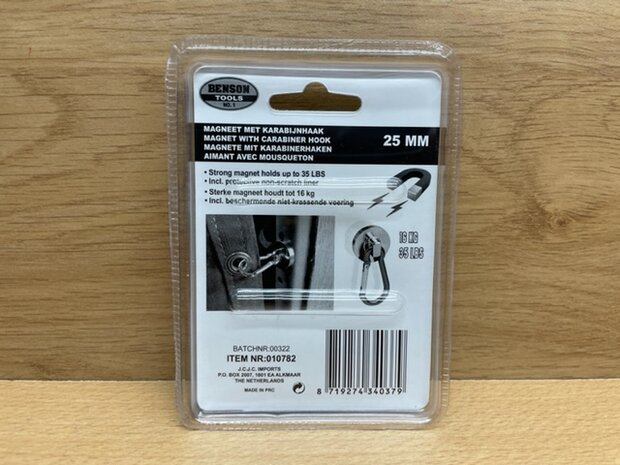 BENSON
TOOLS
NO. 1
MAGNEET MET KARABIJNHAAK
MAGNET WITH CARABINER HOOK
MAGNETE MIT KARABINERHAKEN
AIMANT AVEC MOUSQUETON
25 MM
• Strong magnet holds up to 35 LBS
• Incl. protective non-scratch liner
• Sterke magneet houdt tot 16 kg
• Incl. beschermende niet-krassende voering
16 KG
35 LBS
BATCHNR:00322
ITEM NR:010782
J.C.J.C. IMPORTS
P.O. BOX 2007, 1801 EA ALKMAAR
THE NETHERLANDS
MADE IN PRC
8 719274 340379